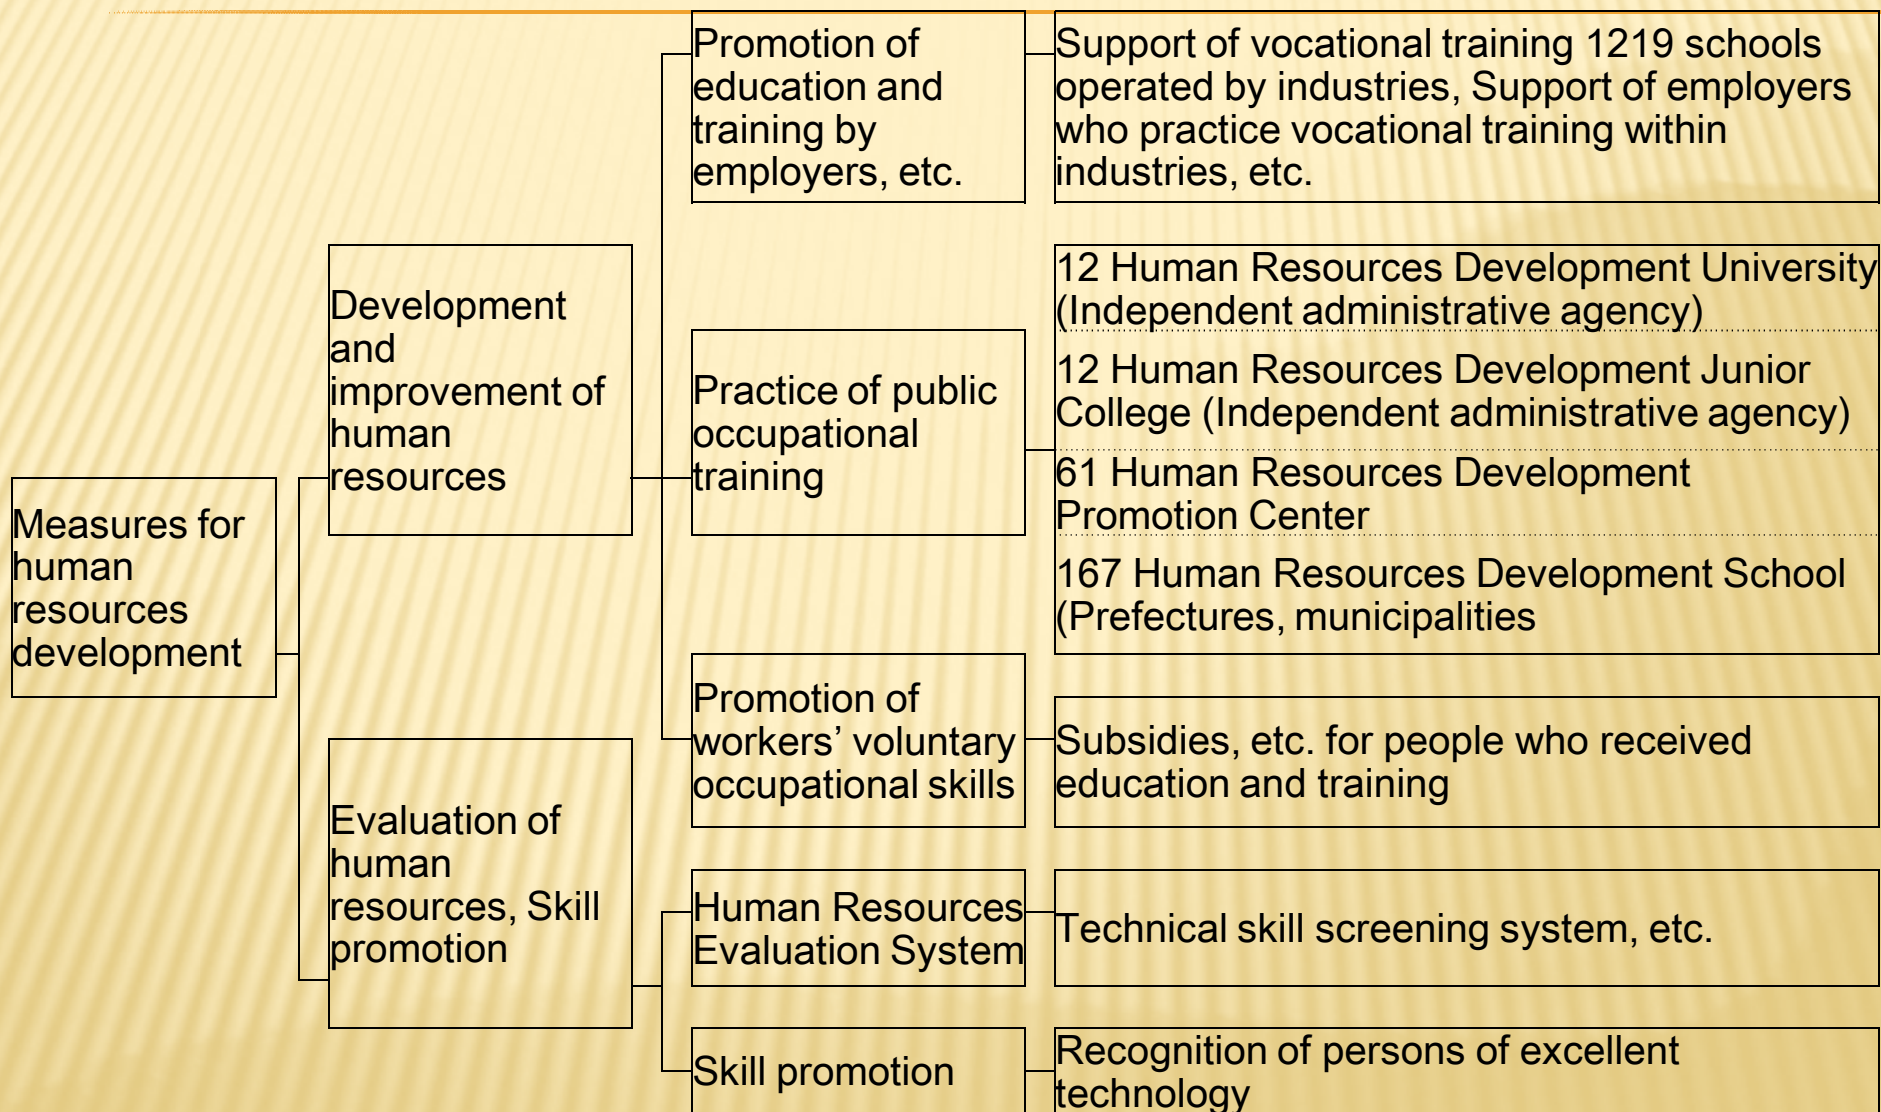 Measures for
human
resources
development
Development
and
improvement of
human
resources
Promotion of
education and
training by
employers, etc.
Support of vocational training 1219 schools
operated by industries, Support of employers
who practice vocational training within
industries, etc.
Practice of public
occupational
training
12 Human Resources Development University
(Independent administrative agency)
12 Human Resources Development Junior
College (Independent administrative agency)
61 Human Resources Development
Promotion Center
167 Human Resources Development School
(Prefectures, municipalities
Promotion of
workers’ voluntary
occupational skills
Subsidies, etc. for people who received
education and training
Evaluation of
human
resources, Skill
promotion
Human Resources
Evaluation System
Technical skill screening system, etc.
Skill promotion
Recognition of persons of excellent
technology